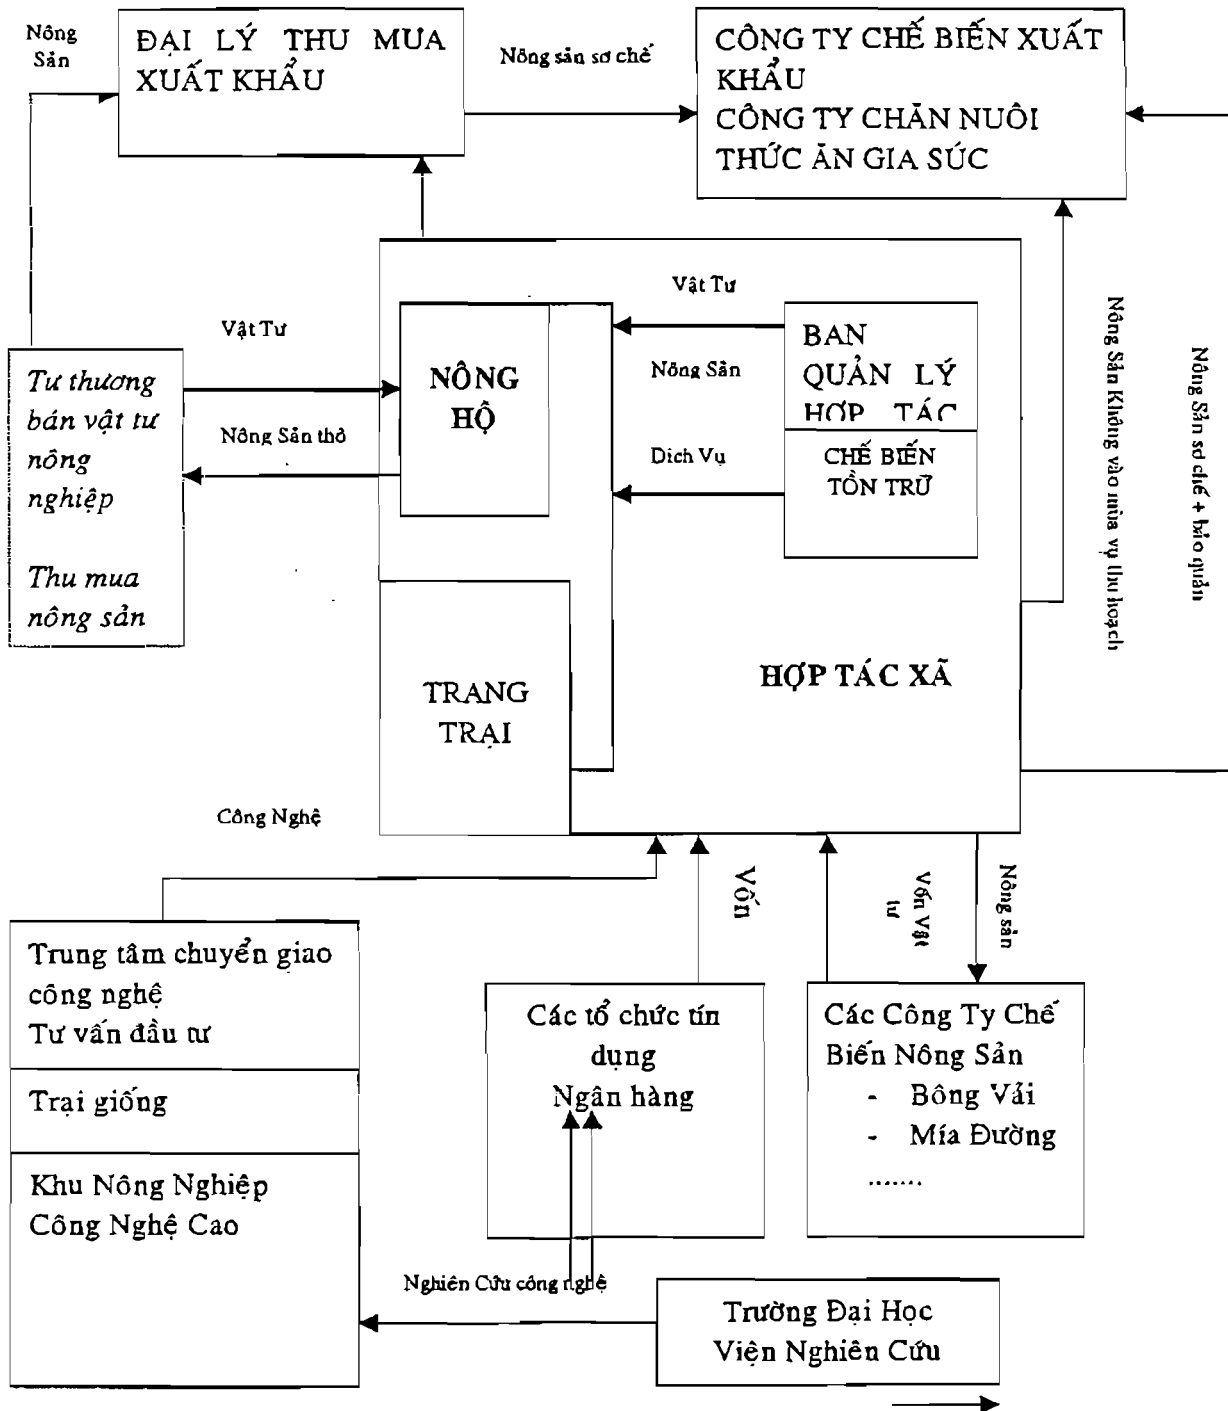 Nông
Sản
ĐẠI LÝ THU MƯA
XUẤT KHẨU
Nông sản sơ chế
CÔNG TY CHẾ BIẾN XUẤT
KHẨU
CÔNG TY CHĂN NUÔI
THỨC ĂN GIA SÚC
Vật Tư
Nông Sản thô
Tư thương
bán vật tư
nông
nghiệp
Thu mua
nông sản
NÔNG
HỘ
Vật Tư
Nông Sản
Dich Vụ
BAN
QUẢN LÝ
HỢP TÁC
CHẾ BIẾN
TỒN TRỮ
Nông Sản Không vào mùa vụ thu hoạch
Nông Sản sơ chế + bảo quản
TRANG
TRẠI
HỢP TÁC XÃ
Công Nghệ
Vốn
Vốn Vật
tư
Nông sản
Trung tâm chuyển giao
công nghệ
Tư vấn đầu tư
Trại giống
Khu Nông Nghiệp
Công Nghệ Cao
Các tổ chức tín
dụng
Ngân hàng
Các Công Ty Chế
Biến Nông Sản
- Bông Vải
- Mía Đường
.......
Nghiên Cứu công nghệ
Trường Đại Học
Viện Nghiên Cứu